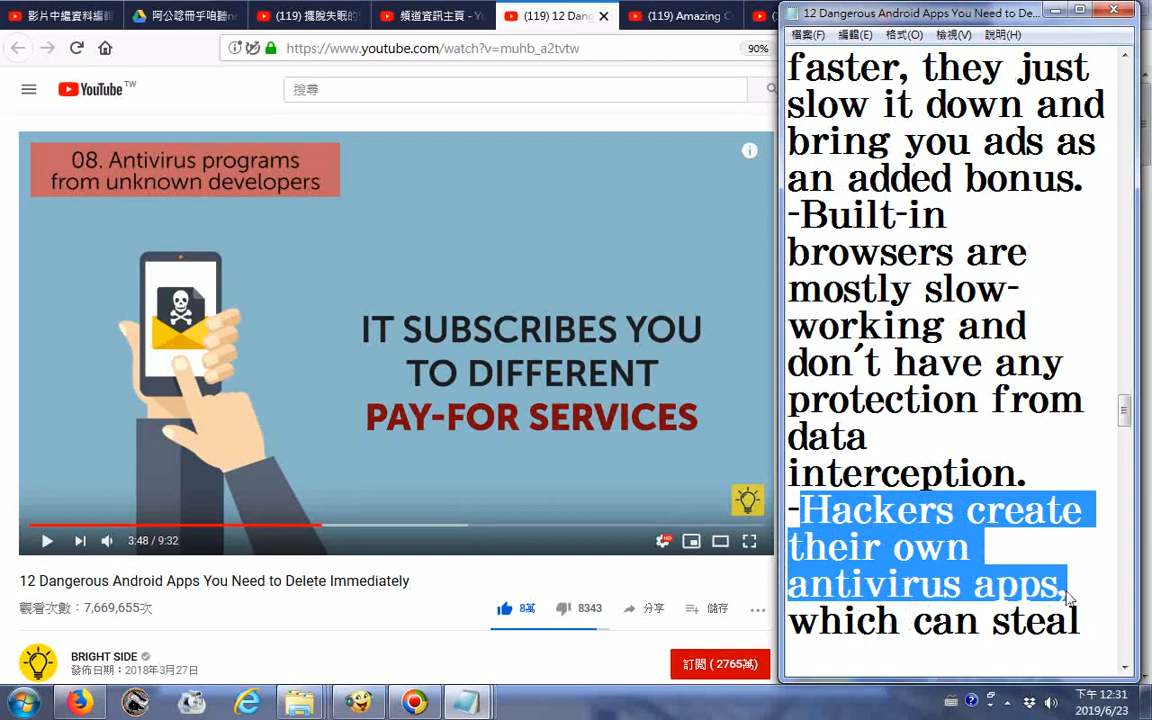 影片中繼資料編輯
阿公諗冊乎咱聽
(119) 擺脫失眠的
頻道資訊主頁 - Yo
(119) 12 Dang
(119) Amazing C
https://www.youtube.com/watch?v=muhb_a2tvtw
90%
YouTube TW
搜尋
08. Antivirus programs
from unknown developers
IT SUBSCRIBES YOU
TO DIFFERENT
PAY-FOR SERVICES
3:48 / 9:32
HD
12 Dangerous Android Apps You Need to Delete Immediately
觀看次數：7,669,655次
8萬
8343
分享
儲存
BRIGHT SIDE
發佈日期：2018年3月27日
訂閱 (2765萬)
12 Dangerous Android Apps You Need to De...
檔案(F) 編輯(E) 格式(O) 檢視(V) 說明(H)
faster, they just
slow it down and
bring you ads as
an added bonus.
-Built-in
browsers are
mostly slow-
working and
don't have any
protection from
data
interception.
-Hackers create
their own
antivirus apps,
which can steal
下午 12:31
2019/6/23